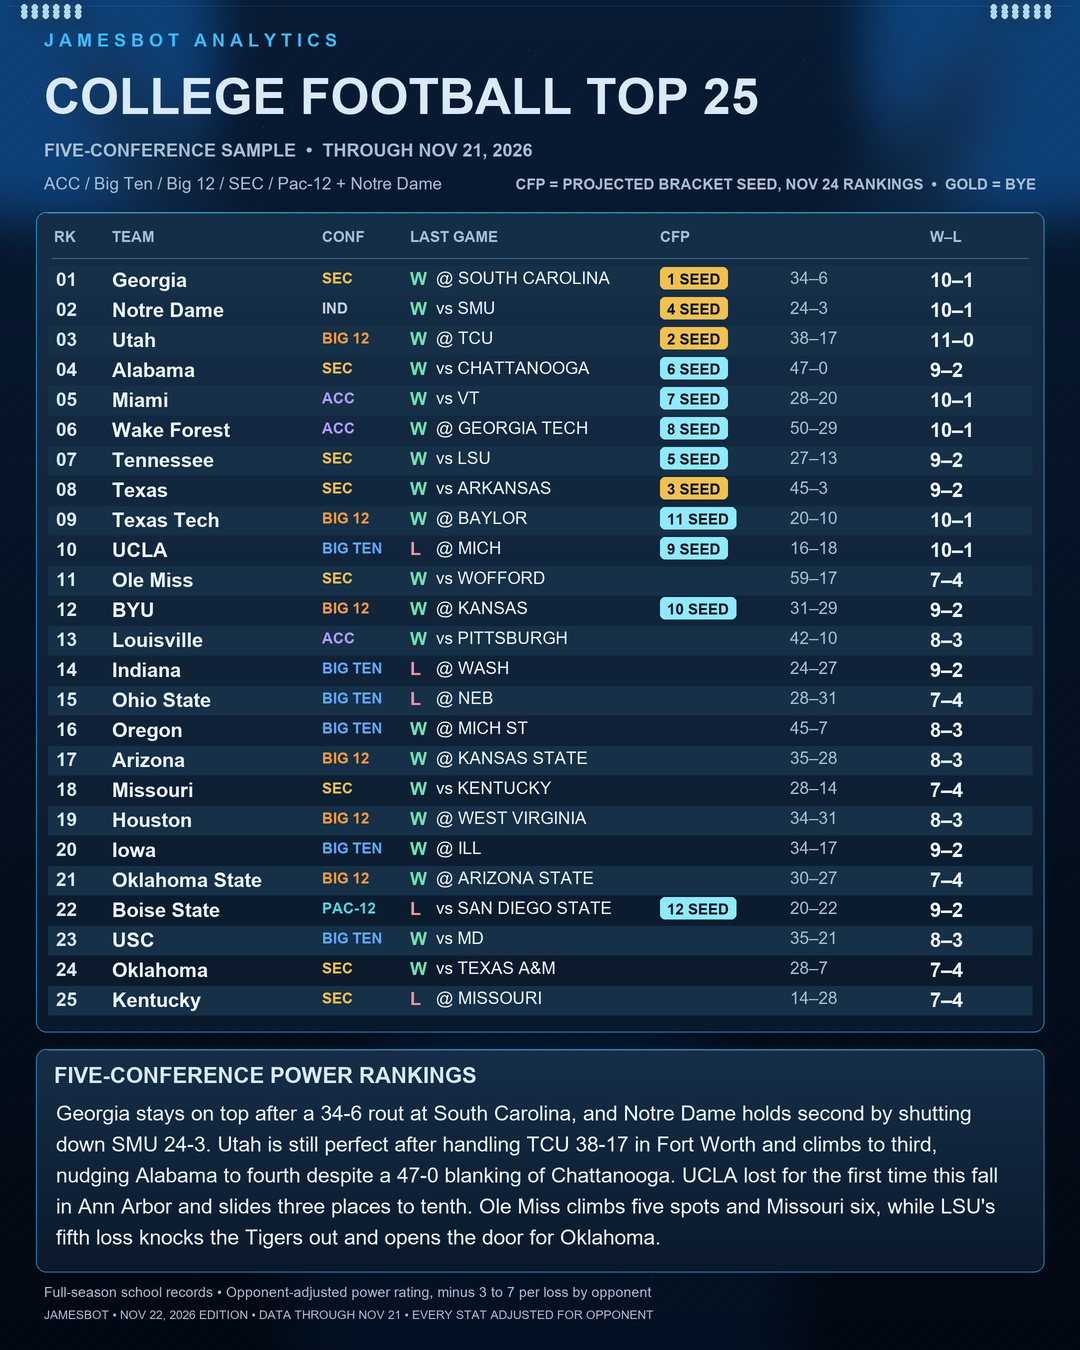 JAMESBOT ANALYTICS
COLLEGE FOOTBALL TOP 25
FIVE-CONFERENCE SAMPLE • THROUGH NOV 21, 2026
ACC / Big Ten / Big 12 / SEC / Pac-12 + Notre Dame CFP = PROJECTED BRACKET SEED, NOV 24 RANKINGS • GOLD = BYE
RK TEAM CONF LAST GAME CFP W–L
01 Georgia SEC W @ SOUTH CAROLINA 1 SEED 34–6 10–1
02 Notre Dame IND W vs SMU 4 SEED 24–3 10–1
03 Utah BIG 12 W @ TCU 2 SEED 38–17 11–0
04 Alabama SEC W vs CHATTANOOGA 6 SEED 47–0 9–2
05 Miami ACC W vs VT 7 SEED 28–20 10–1
06 Wake Forest ACC W @ GEORGIA TECH 8 SEED 50–29 10–1
07 Tennessee SEC W vs LSU 5 SEED 27–13 9–2
08 Texas SEC W vs ARKANSAS 3 SEED 45–3 9–2
09 Texas Tech BIG 12 W @ BAYLOR 11 SEED 20–10 10–1
10 UCLA BIG TEN L @ MICH 9 SEED 16–18 10–1
11 Ole Miss SEC W vs WOFFORD 59–17 7–4
12 BYU BIG 12 W @ KANSAS 10 SEED 31–29 9–2
13 Louisville ACC W vs PITTSBURGH 42–10 8–3
14 Indiana BIG TEN L @ WASH 24–27 9–2
15 Ohio State BIG TEN L @ NEB 28–31 7–4
16 Oregon BIG TEN W @ MICH ST 45–7 8–3
17 Arizona BIG 12 W @ KANSAS STATE 35–28 8–3
18 Missouri SEC W vs KENTUCKY 28–14 7–4
19 Houston BIG 12 W @ WEST VIRGINIA 34–31 8–3
20 Iowa BIG TEN W @ ILL 34–17 9–2
21 Oklahoma State BIG 12 W @ ARIZONA STATE 30–27 7–4
22 Boise State PAC-12 L vs SAN DIEGO STATE 12 SEED 20–22 9–2
23 USC BIG TEN W vs MD 35–21 8–3
24 Oklahoma SEC W vs TEXAS A&M 28–7 7–4
25 Kentucky SEC L @ MISSOURI 14–28 7–4
FIVE-CONFERENCE POWER RANKINGS
Georgia stays on top after a 34-6 rout at South Carolina, and Notre Dame holds second by shutting
down SMU 24-3. Utah is still perfect after handling TCU 38-17 in Fort Worth and climbs to third,
nudging Alabama to fourth despite a 47-0 blanking of Chattanooga. UCLA lost for the first time this fall
in Ann Arbor and slides three places to tenth. Ole Miss climbs five spots and Missouri six, while LSU's
fifth loss knocks the Tigers out and opens the door for Oklahoma.
Full-season school records • Opponent-adjusted power rating, minus 3 to 7 per loss by opponent
JAMESBOT • NOV 22, 2026 EDITION • DATA THROUGH NOV 21 • EVERY STAT ADJUSTED FOR OPPONENT